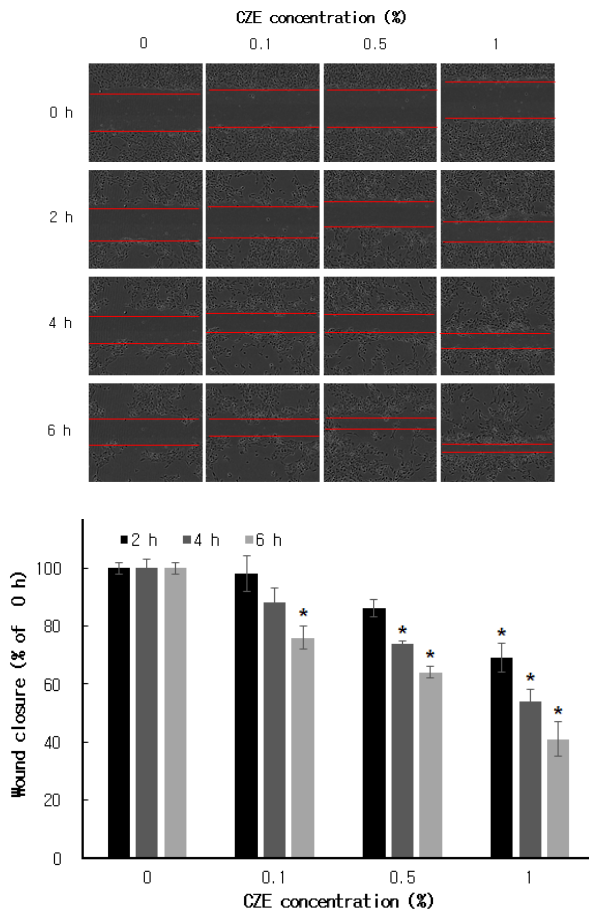 CZE concentration (%)
0 0.1 0.5 1
0 h
2 h
4 h
6 h
2 h 4 h 6 h
100
80
60
40
20
0
* * * * * *
Wound closure (% of 0 h)
0 0.1 0.5 1
CZE concentration (%)